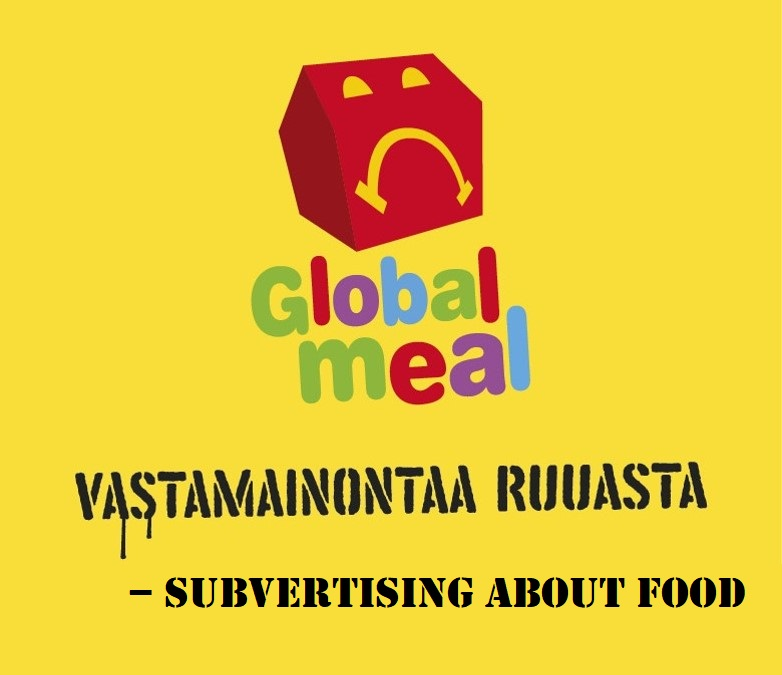 Global
meal
VASTAMAINONTAA RUUASTA
– SUBVERTISING ABOUT FOOD